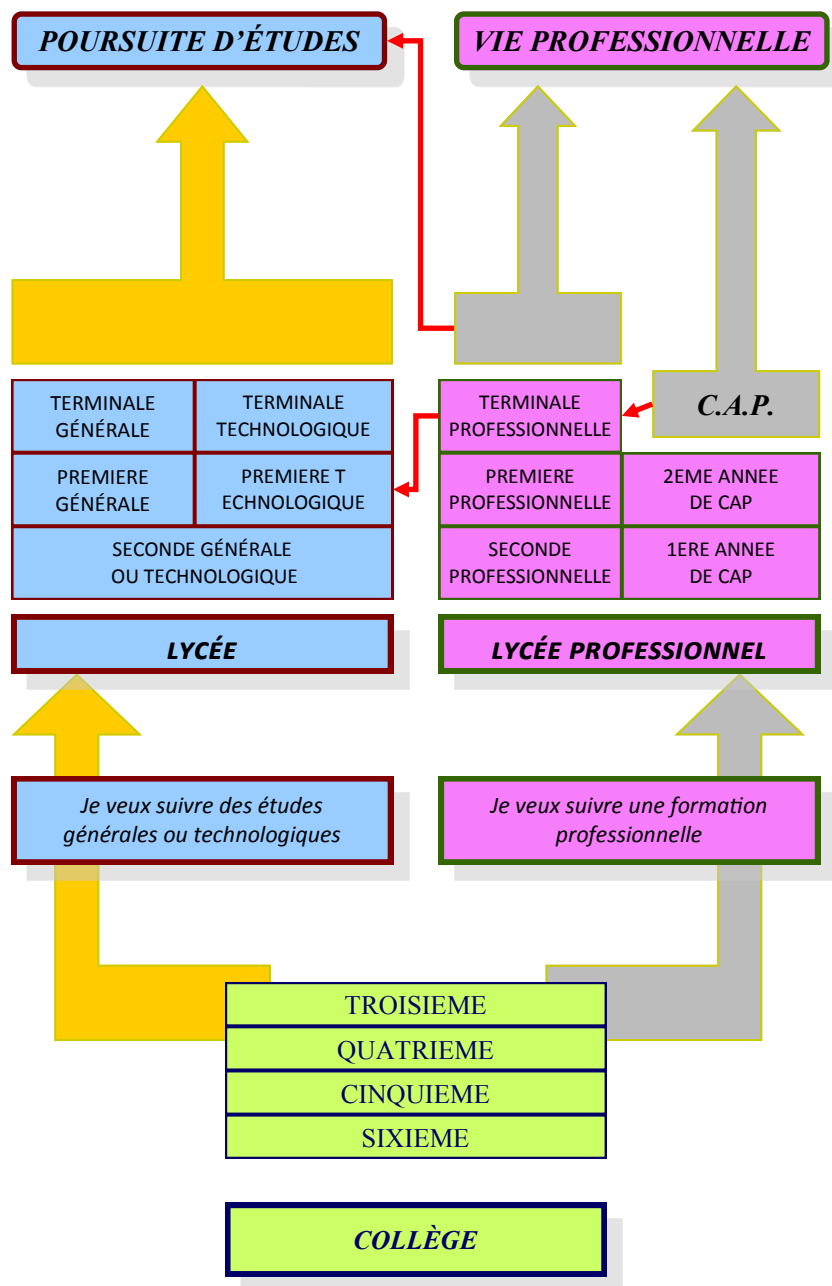 POURSUITE D'ÉTUDES
VIE PROFESSIONNELLE
TERMINALE
GÉNÉRALE
TERMINALE
TECHNOLOGIQUE
TERMINALE
PROFESSIONNELLE
C.A.P.
PREMIERE
GÉNÉRALE
PREMIERE T
ECHNOLOGIQUE
PREMIERE
PROFESSIONNELLE
2EME ANNEE
DE CAP
SECONDE GÉNÉRALE
OU TECHNOLOGIQUE
SECONDE
PROFESSIONNELLE
1ERE ANNEE
DE CAP
LYCÉE
LYCÉE PROFESSIONNEL
Je veux suivre des études
générales ou technologiques
Je veux suivre une formation
professionnelle
TROISIEME
QUATRIEME
CINQUIEME
SIXIEME
COLLÈGE